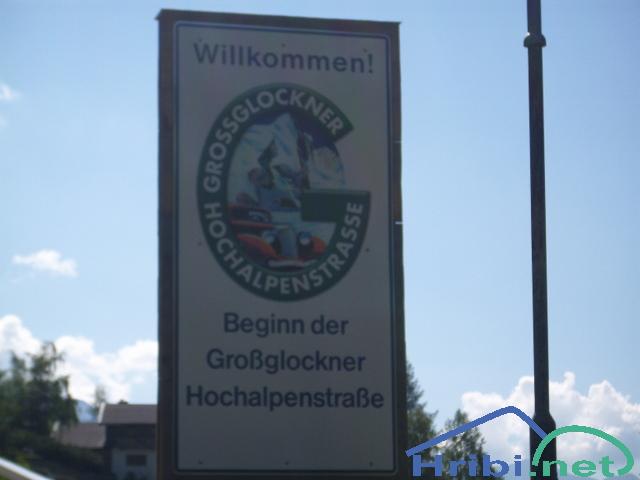 Willkommen!
GROSSGLOCKNER
HOCHALPENSTRASSE
Beginn der
Großglockner
Hochalpenstraße
Hribi.net